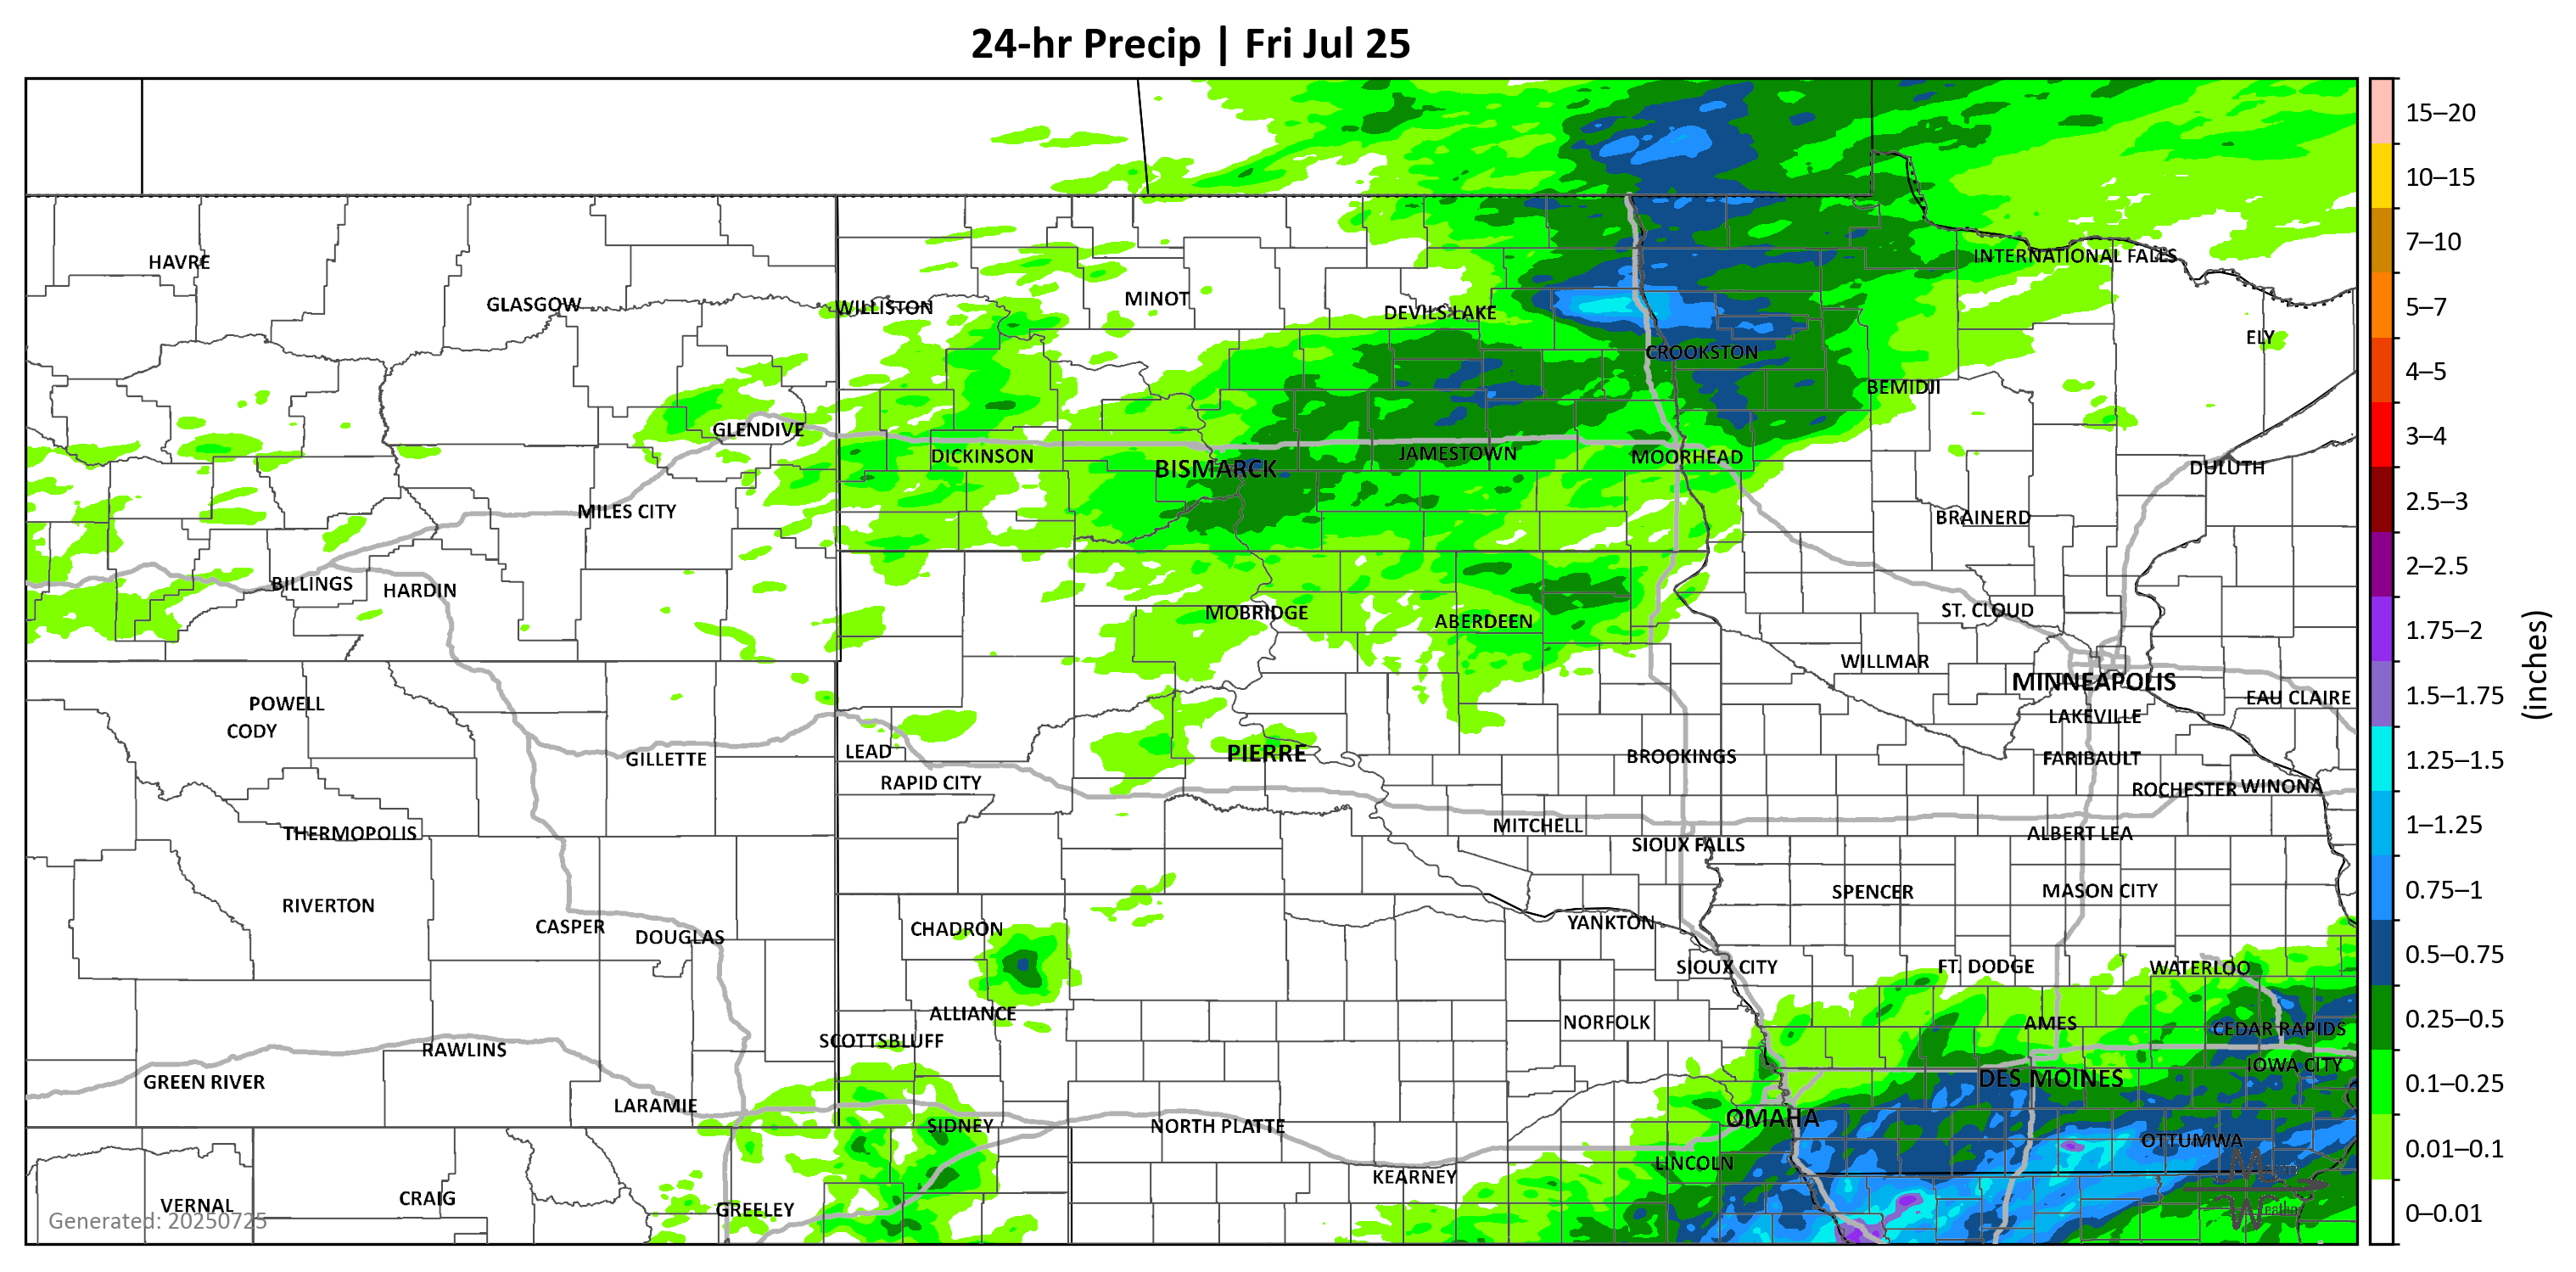 24-hr Precip | Fri Jul 25
15–20
10–15
7–10
5–7
4–5
3–4
2.5–3
2–2.5
1.75–2
1.5–1.75
1.25–1.5
1–1.25
0.75–1
0.5–0.75
0.25–0.5
0.1–0.25
0.01–0.1
0–0.01
(inches)
HAVRE
INTERNATIONAL FALLS
GLASGOW
WILLISTON
MINOT
DEVILS LAKE
ELY
CROOKSTON
BEMIDJI
GLENDIVE
DICKINSON
BISMARCK
JAMESTOWN
MOORHEAD
DULUTH
MILES CITY
BRAINERD
BILLINGS
HARDIN
MOBRIDGE
ABERDEEN
ST. CLOUD
WILLMAR
MINNEAPOLIS
POWELL
EAU CLAIRE
CODY
LAKEVILLE
GILLETTE
LEAD
PIERRE
BROOKINGS
FARIBAULT
RAPID CITY
ROCHESTER
WINONA
THERMOPOLIS
MITCHELL
ALBERT LEA
SIOUX FALLS
RIVERTON
SPENCER
MASON CITY
CASPER
DOUGLAS
CHADRON
YANKTON
SIOUX CITY
FT. DODGE
WATERLOO
ALLIANCE
NORFOLK
AMES
CEDAR RAPIDS
SCOTTSBLUFF
RAWLINS
IOWA CITY
GREEN RIVER
DES MOINES
LARAMIE
SIDNEY
NORTH PLATTE
OMAHA
OTTUMWA
LINCOLN
KEARNEY
VERNAL
CRAIG
GREELEY
Generated: 20250725